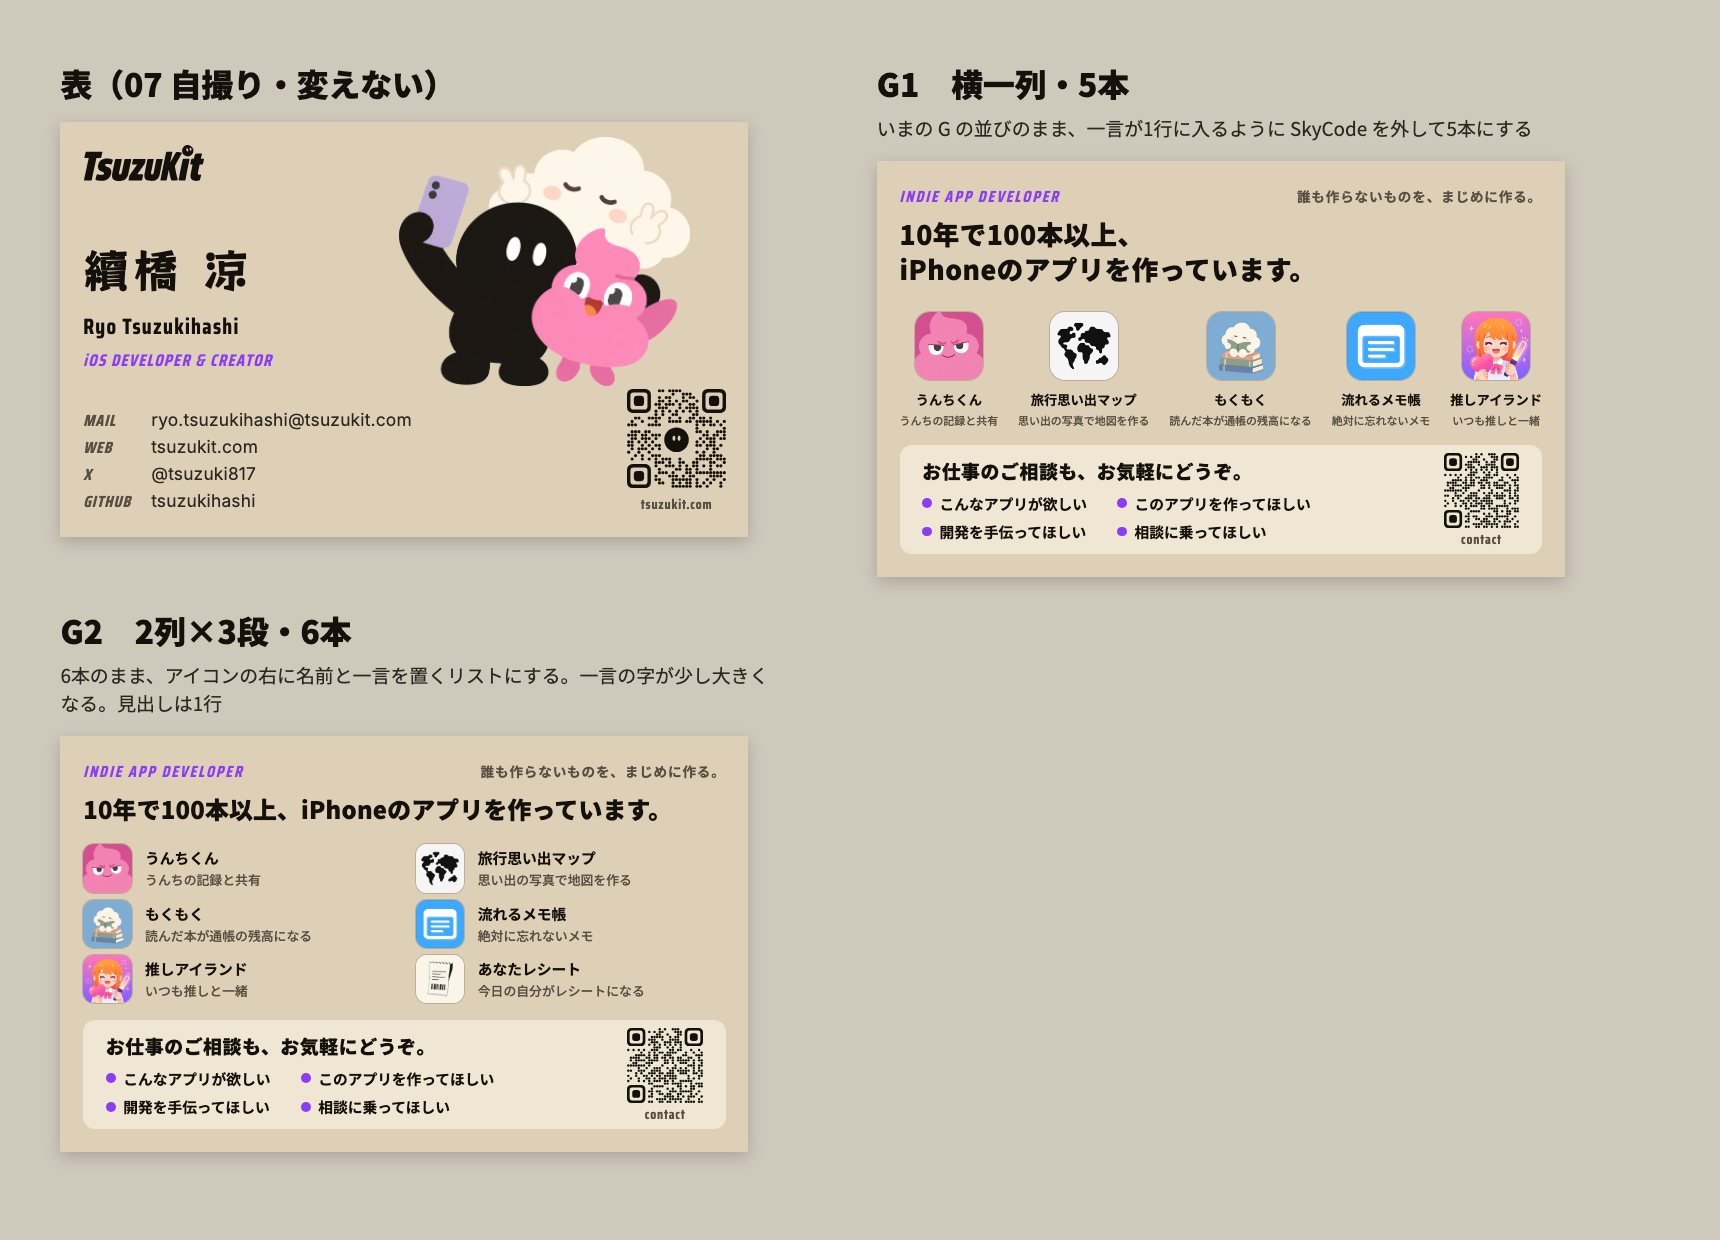 表（07 自撮り・変えない）
TsuzuKit
續橋 涼
Ryo Tsuzukihashi
iOS DEVELOPER & CREATOR
MAIL ryo.tsuzukihashi@tsuzukit.com
WEB tsuzukit.com
X @tsuzuki817
GITHUB tsuzukihashi
tsuzukit.com
G1 横一列・5本
いまの G の並びのまま、一言が1行に入るように SkyCode を外して5本にする
INDIE APP DEVELOPER
誰も作らないものを、まじめに作る。
10年で100本以上、
iPhoneのアプリを作っています。
うんちくん
うんちの記録と共有
旅行思い出マップ
思い出の写真で地図を作る
もくもく
読んだ本が通帳の残高になる
流れるメモ帳
絶対に忘れないメモ
推しアイランド
いつも推しと一緒
お仕事のご相談も、お気軽にどうぞ。
こんなアプリが欲しい
このアプリを作ってほしい
開発を手伝ってほしい
相談に乗ってほしい
contact
G2 2列×3段・6本
6本のまま、アイコンの右に名前と一言を置くリストにする。一言の字が少し大きく
なる。見出しは1行
INDIE APP DEVELOPER
誰も作らないものを、まじめに作る。
10年で100本以上、iPhoneのアプリを作っています。
うんちくん
うんちの記録と共有
旅行思い出マップ
思い出の写真で地図を作る
もくもく
読んだ本が通帳の残高になる
流れるメモ帳
絶対に忘れないメモ
推しアイランド
いつも推しと一緒
あなたレシート
今日の自分がレシートになる
お仕事のご相談も、お気軽にどうぞ。
こんなアプリが欲しい
このアプリを作ってほしい
開発を手伝ってほしい
相談に乗ってほしい
contact